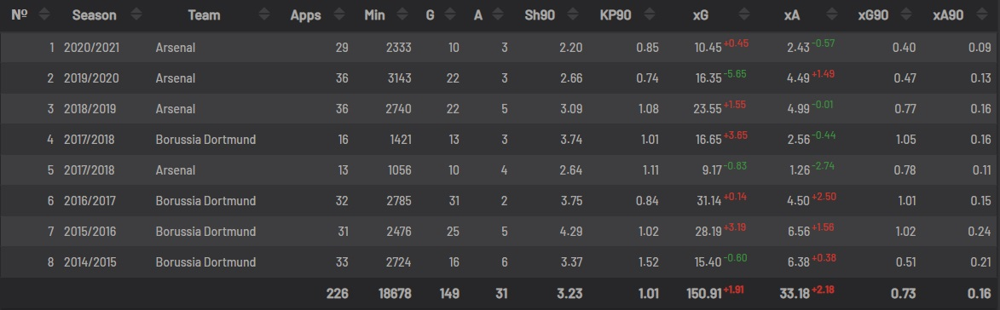 Nº Season Team Apps Min G A Sh90 KP90 xG xA xG90 xA90
1 2020/2021 Arsenal 29 2333 10 3 2.20 0.85 10.45+0.45 2.43-0.57 0.40 0.09
2 2019/2020 Arsenal 36 3143 22 3 2.66 0.74 16.35-5.65 4.49+1.49 0.47 0.13
3 2018/2019 Arsenal 36 2740 22 5 3.09 1.08 23.55+1.55 4.99-0.01 0.77 0.16
4 2017/2018 Borussia Dortmund 16 1421 13 3 3.74 1.01 16.65+3.65 2.56-0.44 1.05 0.16
5 2017/2018 Arsenal 13 1056 10 4 2.64 1.11 9.17-0.83 1.26-2.74 0.78 0.11
6 2016/2017 Borussia Dortmund 32 2785 31 2 3.75 0.84 31.14+0.14 4.50+2.50 1.01 0.15
7 2015/2016 Borussia Dortmund 31 2476 25 5 4.29 1.02 28.19+3.19 6.56+1.56 1.02 0.24
8 2014/2015 Borussia Dortmund 33 2724 16 6 3.37 1.52 15.40-0.60 6.38+0.38 0.51 0.21
226 18678 149 31 3.23 1.01 150.91+1.91 33.18+2.18 0.73 0.16